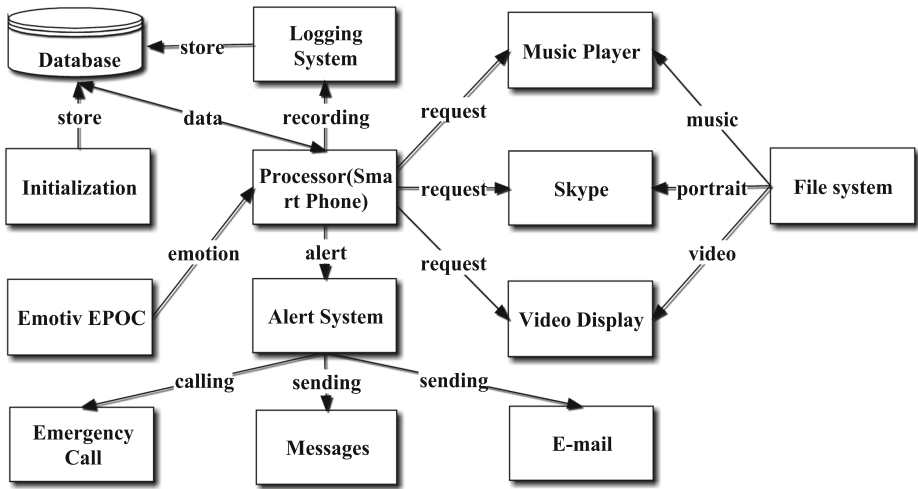 Database
store
Logging
System
Music Player
store
data
recording
request
music
Initialization
Processor(Sma
rt Phone)
request
Skype
portrait
File system
emotion
alert
request
video
Emotiv EPOC
Alert System
Video Display
calling
sending
sending
Emergency
Call
Messages
E-mail